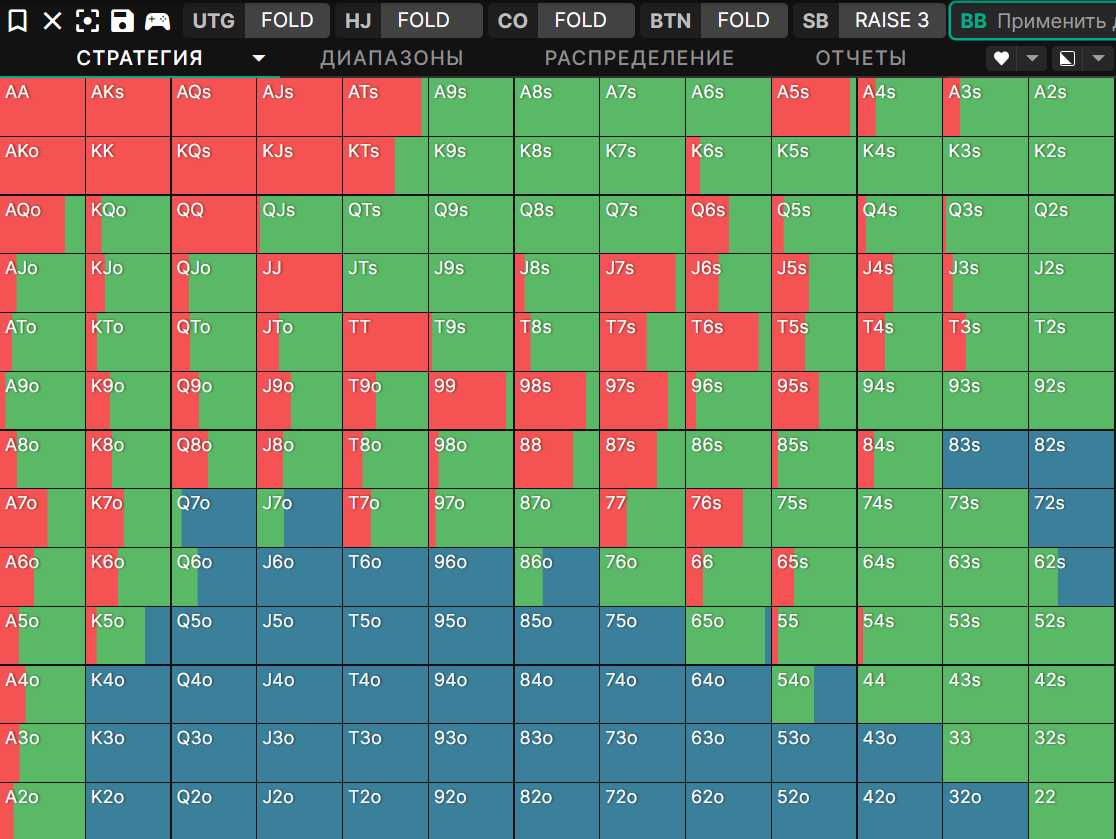 UTG FOLD HJ FOLD CO FOLD BTN FOLD SB RAISE 3 BB Применить
СТРАТЕГИЯ ДИАПАЗОНЫ РАСПРЕДЕЛЕНИЕ ОТЧЕТЫ
AA AKs AQs AJs ATs A9s A8s A7s A6s A5s A4s A3s A2s
AKo KK KQs KJs KTs K9s K8s K7s K6s K5s K4s K3s K2s
AQo KQo QQ QJs QTs Q9s Q8s Q7s Q6s Q5s Q4s Q3s Q2s
AJo KJo QJo JJ JTs J9s J8s J7s J6s J5s J4s J3s J2s
ATo KTo QTo JTo TT T9s T8s T7s T6s T5s T4s T3s T2s
A9o K9o Q9o J9o T9o 99 98s 97s 96s 95s 94s 93s 92s
A8o K8o Q8o J8o T8o 98o 88 87s 86s 85s 84s 83s 82s
A7o K7o Q7o J7o T7o 97o 87o 77 76s 75s 74s 73s 72s
A6o K6o Q6o J6o T6o 96o 86o 76o 66 65s 64s 63s 62s
A5o K5o Q5o J5o T5o 95o 85o 75o 65o 55 54s 53s 52s
A4o K4o Q4o J4o T4o 94o 84o 74o 64o 54o 44 43s 42s
A3o K3o Q3o J3o T3o 93o 83o 73o 63o 53o 43o 33 32s
A2o K2o Q2o J2o T2o 92o 82o 72o 62o 52o 42o 32o 22